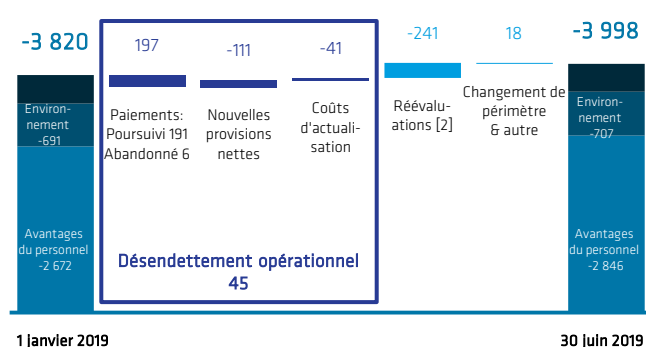 -3 820
197
-111
-41
-241
18
-3 998
Environ-
nement
-691
Paiements:
Poursuivi 191
Abandonné 6
Nouvelles
provisions
nettes
Coûts
d'actuali-
sation
Réévalu-
ations [2]
Changement de
périmètre
& autre
Environ-
nement
-707
Avantages
du personnel
-2 672
Désendettement opérationnel
45
Avantages
du personnel
-2 846
1 janvier 2019
30 juin 2019